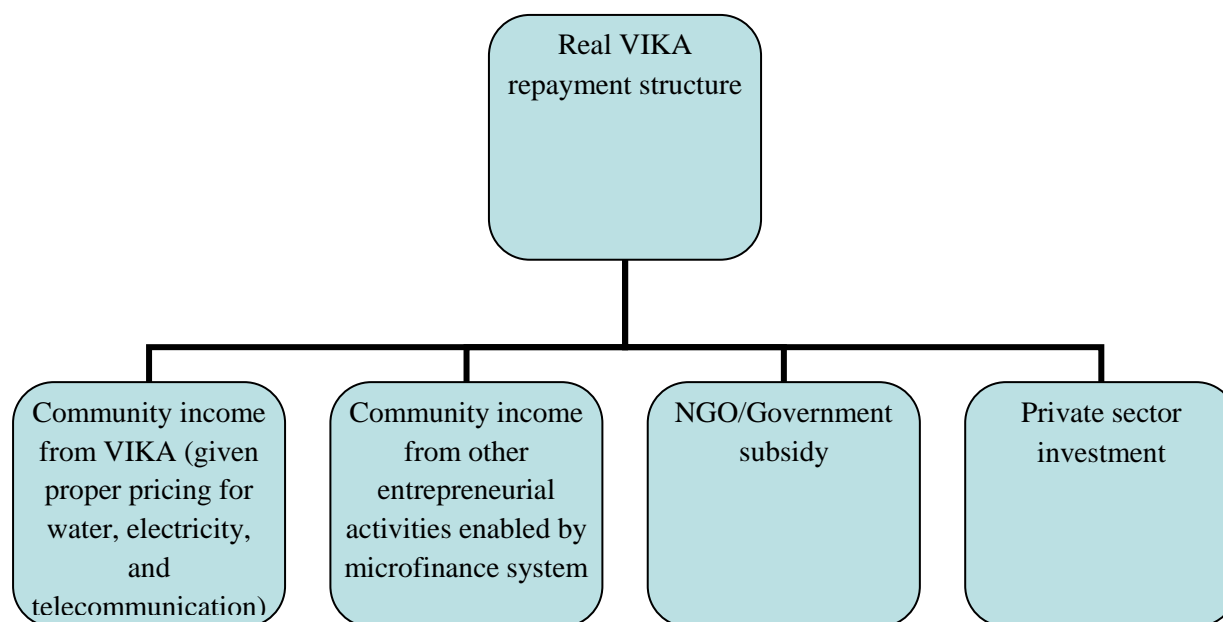 Real VIKA
repayment structure
Community income
from VIKA (given
proper pricing for
water, electricity,
and
telecommunication)
Community income
from other
entrepreneurial
activities enabled by
microfinance system
NGO/Government
subsidy
Private sector
investment